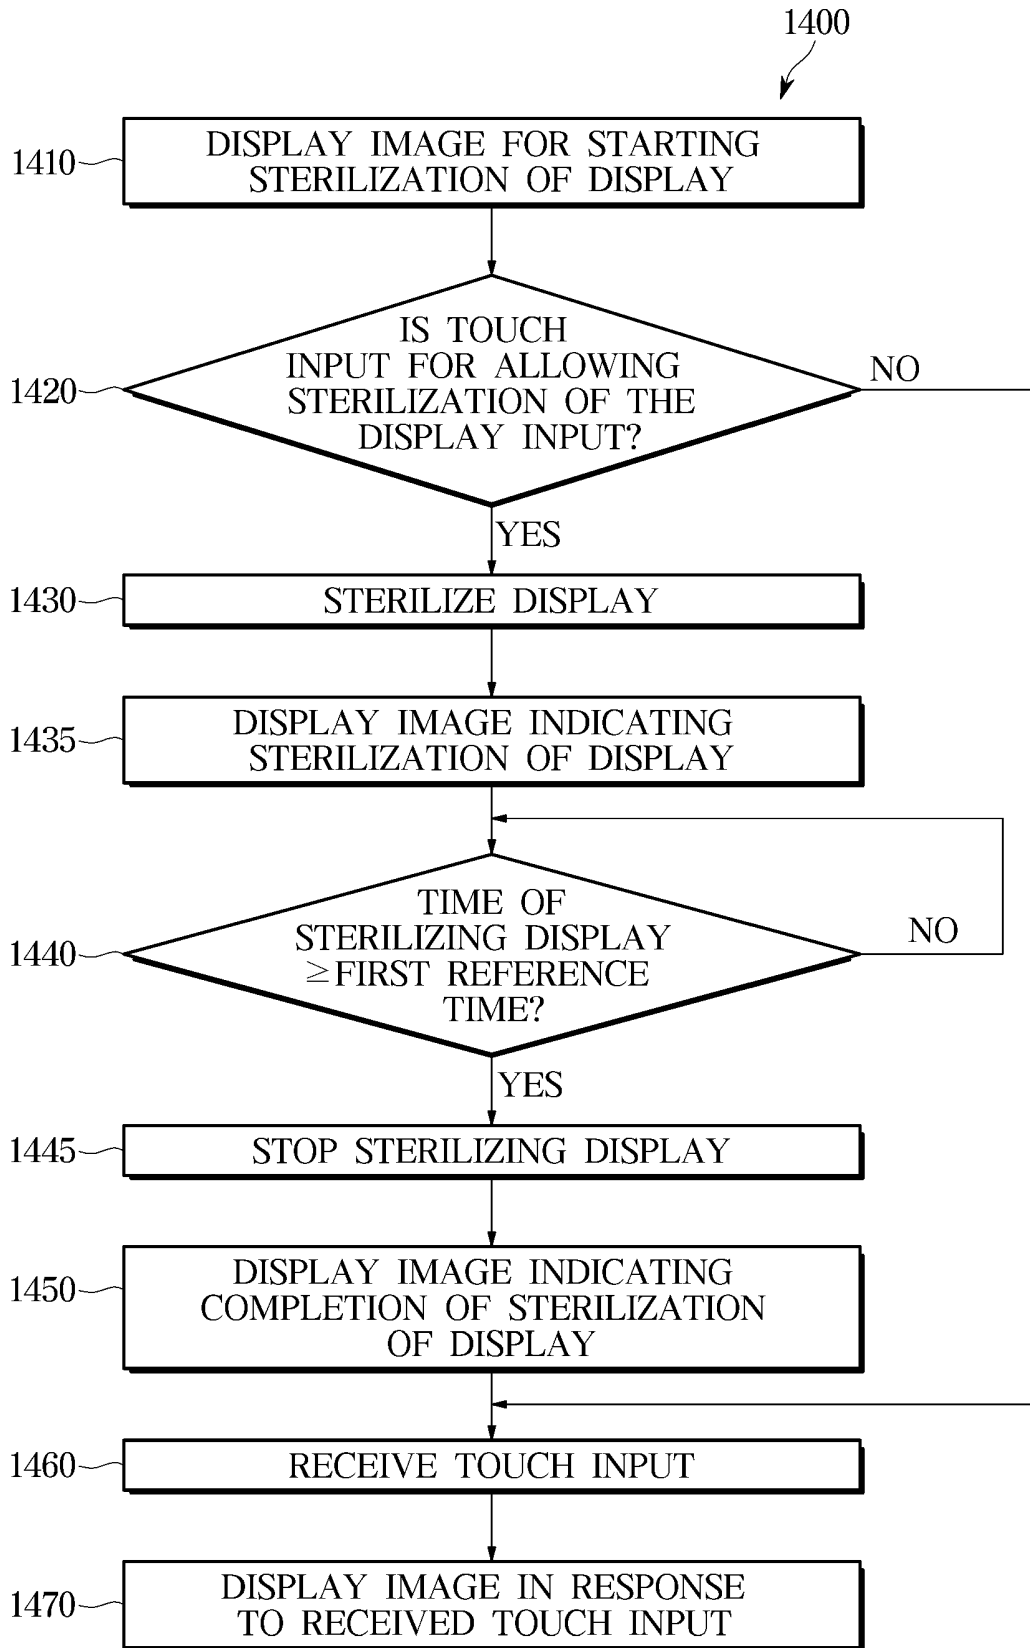 1400
1410
DISPLAY IMAGE FOR STARTING
STERILIZATION OF DISPLAY
1420
IS TOUCH
INPUT FOR ALLOWING
STERILIZATION OF THE
DISPLAY INPUT?
NO
YES
1430
STERILIZE DISPLAY
1435
DISPLAY IMAGE INDICATING
STERILIZATION OF DISPLAY
1440
TIME OF
STERILIZING DISPLAY
≥FIRST REFERENCE
TIME?
NO
YES
1445
STOP STERILIZING DISPLAY
1450
DISPLAY IMAGE INDICATING
COMPLETION OF STERILIZATION
OF DISPLAY
1460
RECEIVE TOUCH INPUT
1470
DISPLAY IMAGE IN RESPONSE
TO RECEIVED TOUCH INPUT